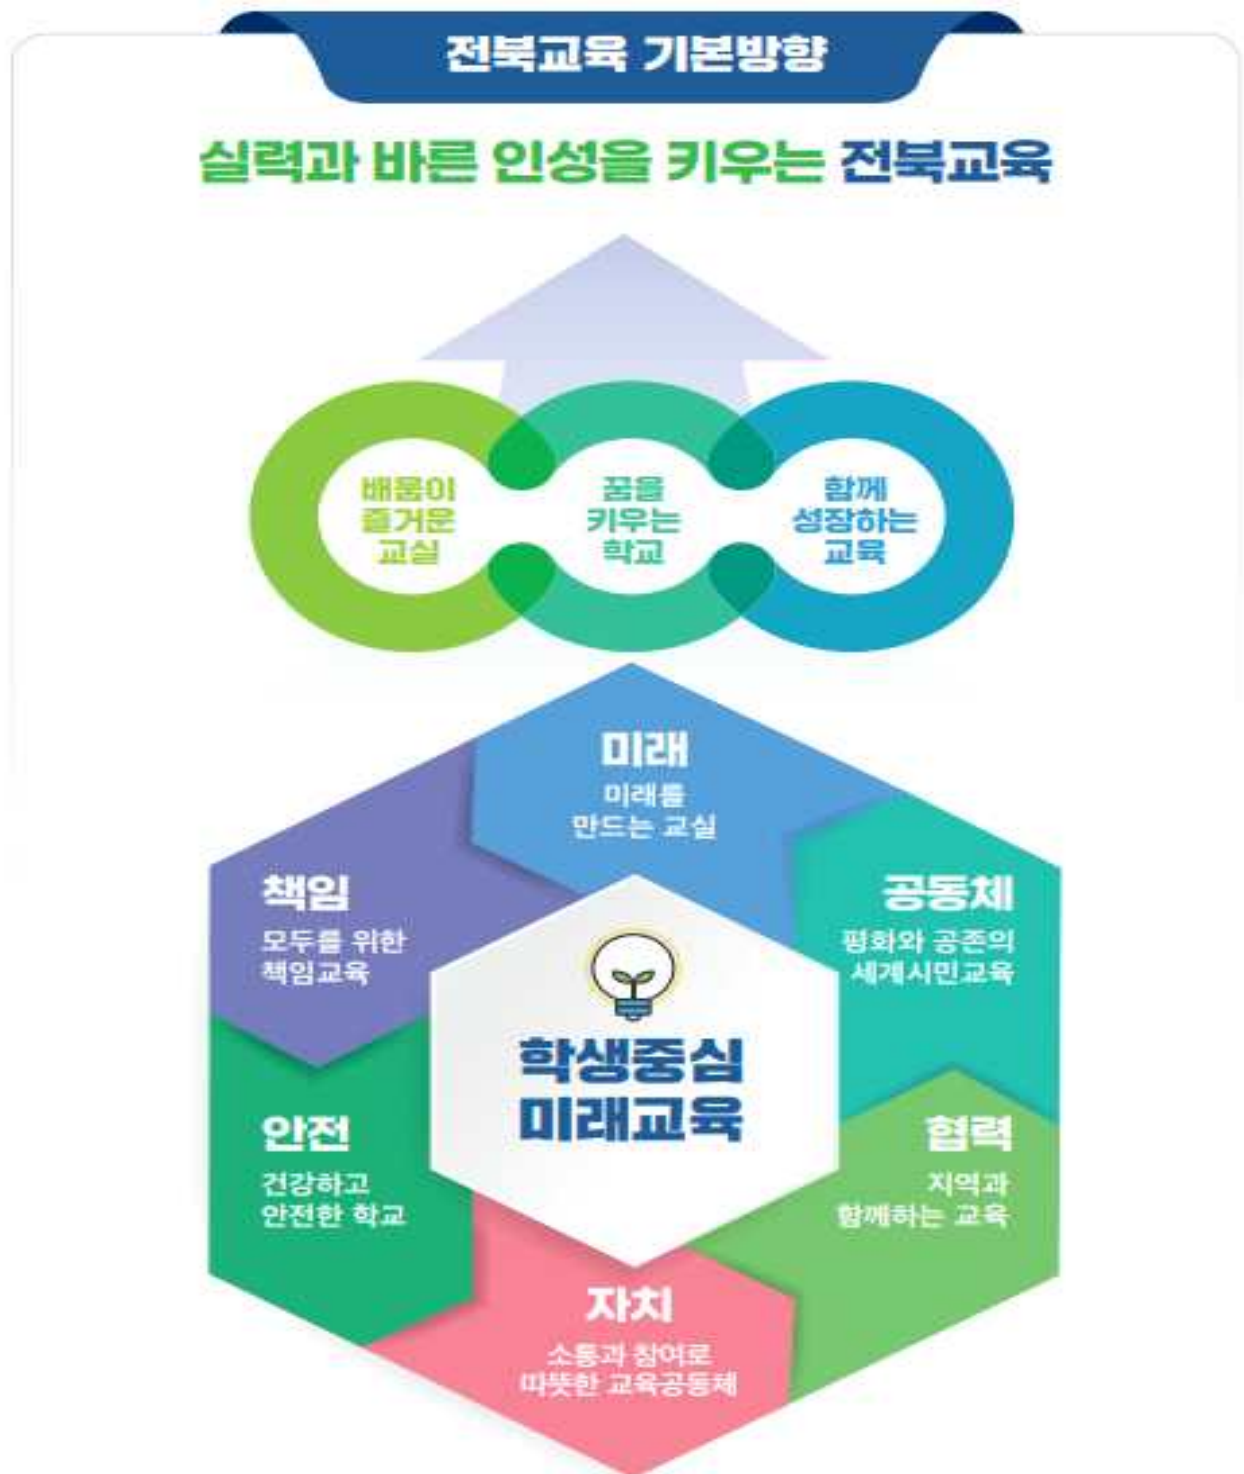 전북교육 기본방향
실력과 바른 인성을 키우는 전북교육
배움이
즐거운
교실
꿈을
키우는
학교
함께
성장하는
교육
미래
미래를
만드는 교실
책임
모두를 위한
책임교육
공동체
평화와 공존의
세계시민교육
학생중심
미래교육
안전
건강하고
안전한 학교
협력
지역과
함께하는 교육
자치
소통과 참여로
따뜻한 교육공동체